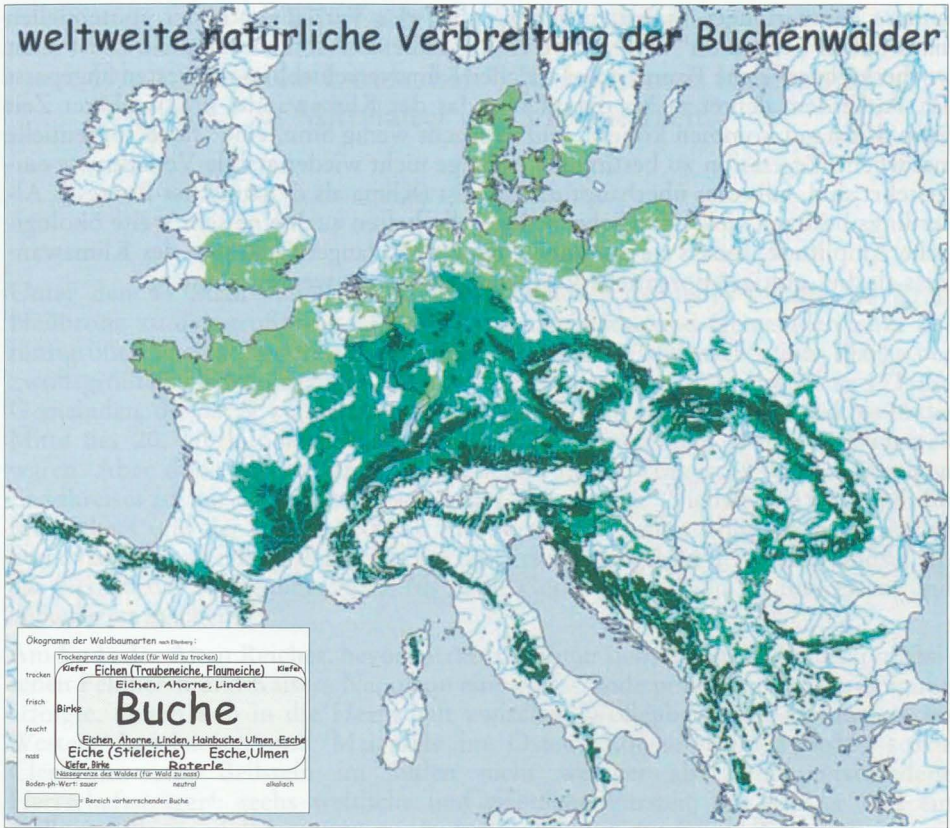 weltweite natürliche Verbreitung der Buchenwälder
Ökogramm der Waldbaumarten nach Ellenberg :
Trockengrenze des Waldes (für Wald zu trocken)
trocken
Kiefer Eichen (Traubeneiche, Flaumeiche) Kiefer
Eichen, Ahorne, Linden
frisch
Birke
Buche
feucht
Eichen, Ahorne, Linden, Hainbuche, Ulmen, Esche
nass
Eiche (Stieleiche) Esche,Ulmen
Kiefer, Birke Roterle
Nässegrenze des Waldes (für Wald zu nass)
Boden-ph-Wert: sauer neutral alkalisch
= Bereich vorherrschender Buche